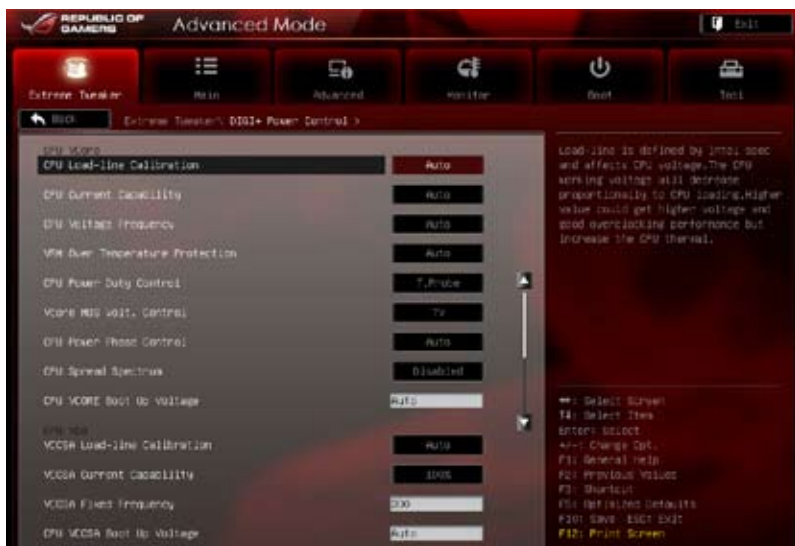 REPUBLIC OF GAMERS
Advanced Mode
Exit
Extreme Tweaker
Main
Advanced
Monitor
Boot
Tool
Back
Extreme Tweaker\ DIGI+ Power Control >
CPU VCore
CPU Load-line Calibration Auto
CPU Current Capability Auto
CPU Voltage Frequency Auto
VRM Over Temperature Protection Auto
CPU Power Duty Control T.Probe
Vcore MOS volt. Control 7V
CPU Power Phase Control Auto
CPU Spread Spectrum Disabled
CPU VCORE Boot Up Voltage Auto
VCCSA Load-line Calibration Auto
VCCSA Current Capability 100%
VCCSA Fixed Frequency 300
CPU VCCSA Boot Up Voltage Auto
Load-line is defined by Intel spec
and affects CPU voltage.The CPU
working voltage will decrease
proportionally to CPU loading.Higher
value could get higher voltage and
good overclocking performance but
increase the CPU thermal.
→←: Select Screen
↑↓: Select Item
Enter: Select
+/-: Change Opt.
F1: General Help
F2: Previous Values
F3: Shortcut
F5: Optimized Defaults
F10: Save ESC: Exit
F12: Print Screen